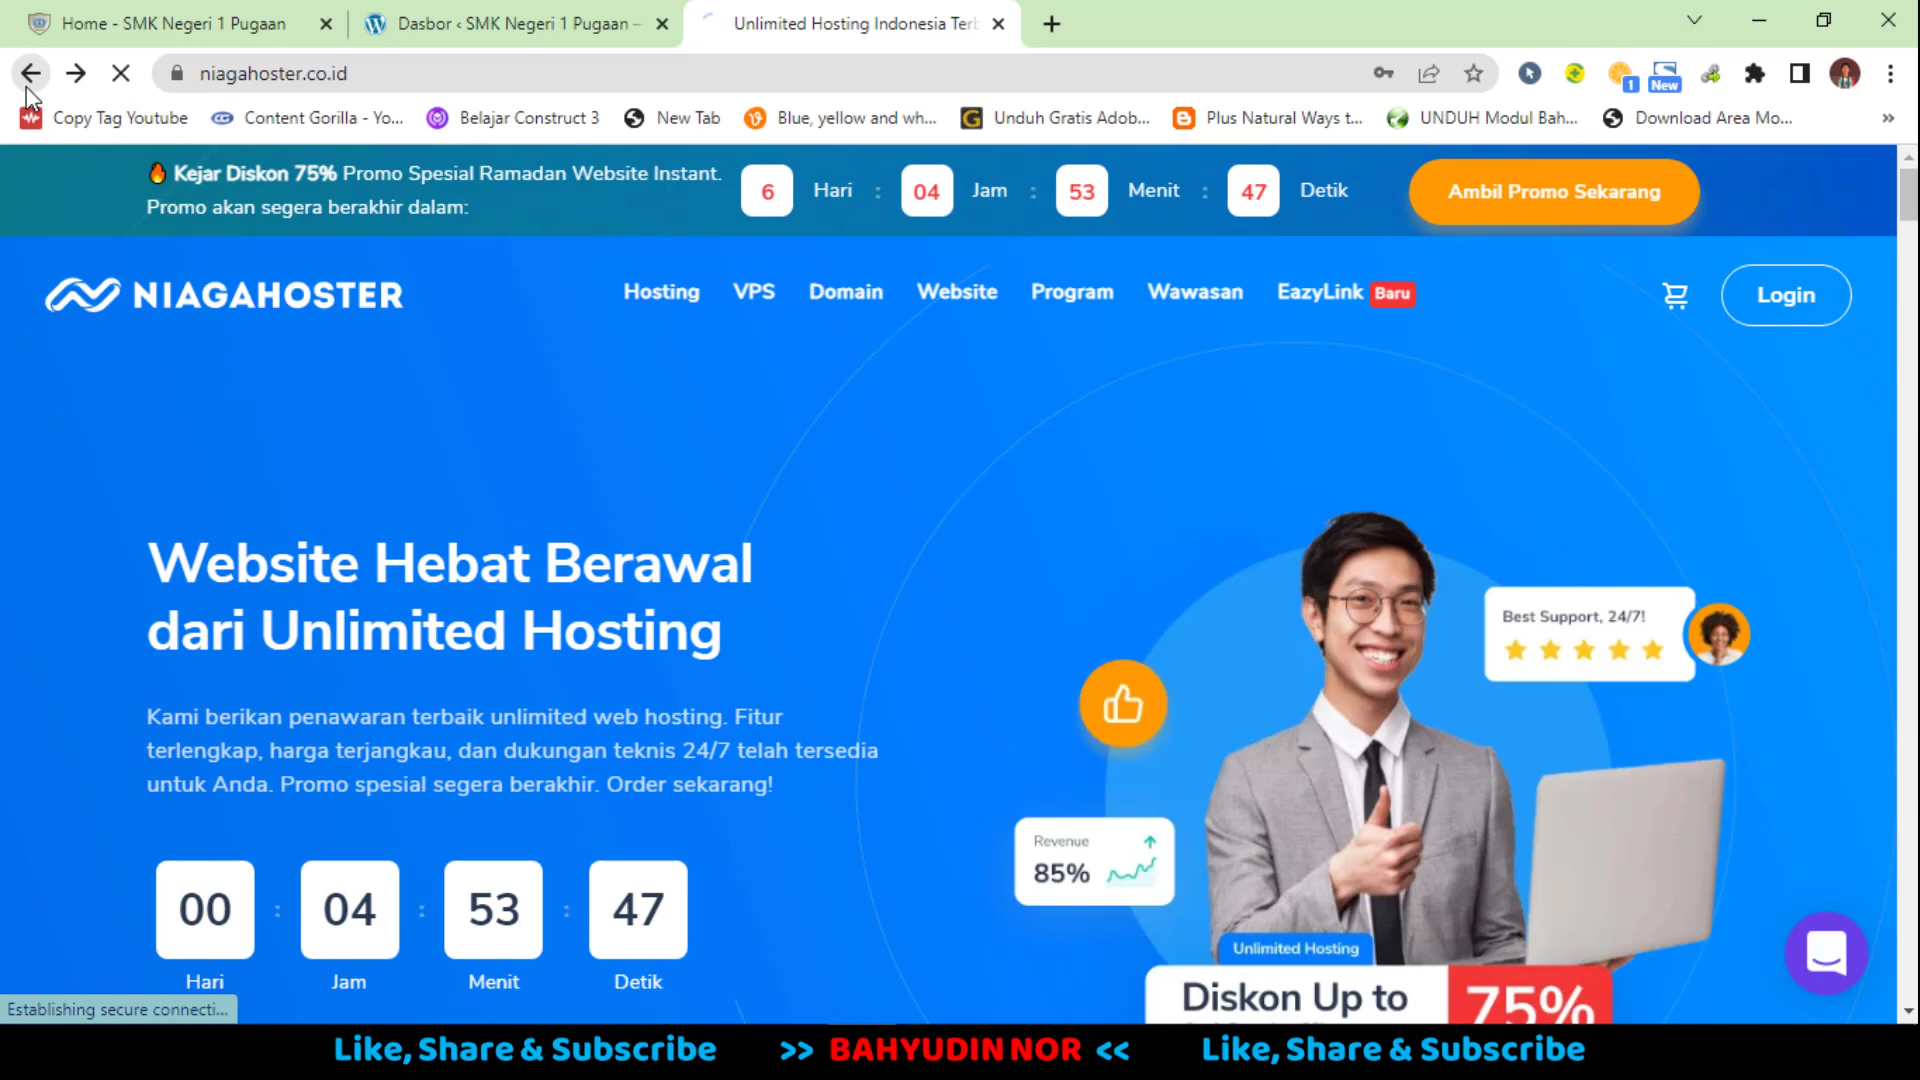 Home - SMK Negeri 1 Pugaan
Dasbor ‹ SMK Negeri 1 Pugaan —
Unlimited Hosting Indonesia Terb
niagahoster.co.id
1
New
Copy Tag Youtube
Content Gorilla - Yo...
Belajar Construct 3
New Tab
Blue, yellow and wh...
Unduh Gratis Adob...
Plus Natural Ways t...
UNDUH Modul Bah...
Download Area Mo...
»
Kejar Diskon 75% Promo Spesial Ramadan Website Instant.
Promo akan segera berakhir dalam:
6 Hari : 04 Jam : 53 Menit : 47 Detik
Ambil Promo Sekarang
NIAGAHOSTER
Hosting
VPS
Domain
Website
Program
Wawasan
EazyLink Baru
Login
Website Hebat Berawal
dari Unlimited Hosting
Kami berikan penawaran terbaik unlimited web hosting. Fitur
terlengkap, harga terjangkau, dan dukungan teknis 24/7 telah tersedia
untuk Anda. Promo spesial segera berakhir. Order sekarang!
00 : 04 : 53 : 47
Hari Jam Menit Detik
Best Support, 24/7!
Revenue
85%
Unlimited Hosting
Diskon Up to
75%
Establishing secure connecti...
Like, Share & Subscribe >> BAHYUDIN NOR << Like, Share & Subscribe